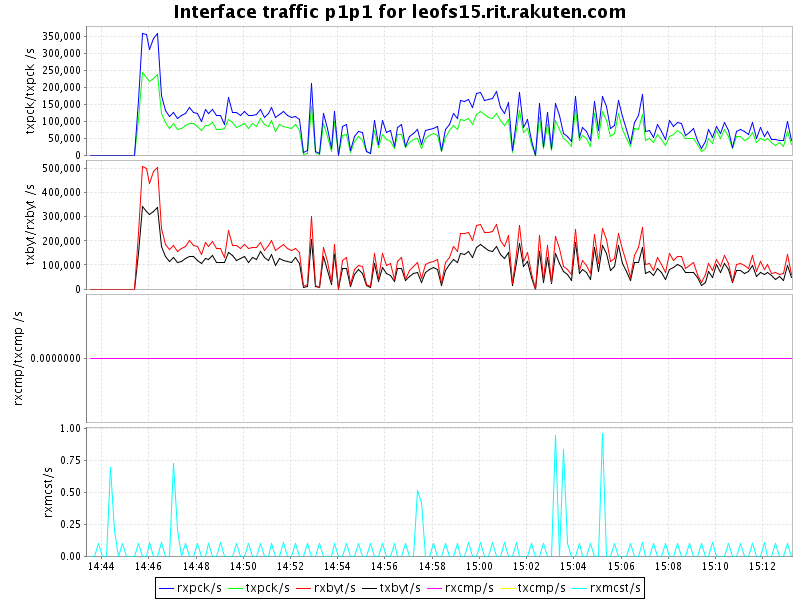 Interface traffic p1p1 for leofs15.rit.rakuten.com
txpck/txpck /s
350,000
300,000
250,000
200,000
150,000
100,000
50,000
0
txbyt/rxbyt /s
500,000
400,000
300,000
200,000
100,000
0
rxcmp/txcmp /s
0.0000000
rxmcst/s
1.00
0.75
0.50
0.25
0.00
14:44 14:46 14:48 14:50 14:52 14:54 14:56 14:58 15:00 15:02 15:04 15:06 15:08 15:10 15:12
rxpck/s txpck/s rxbyt/s txbyt/s rxcmp/s txcmp/s rxmcst/s